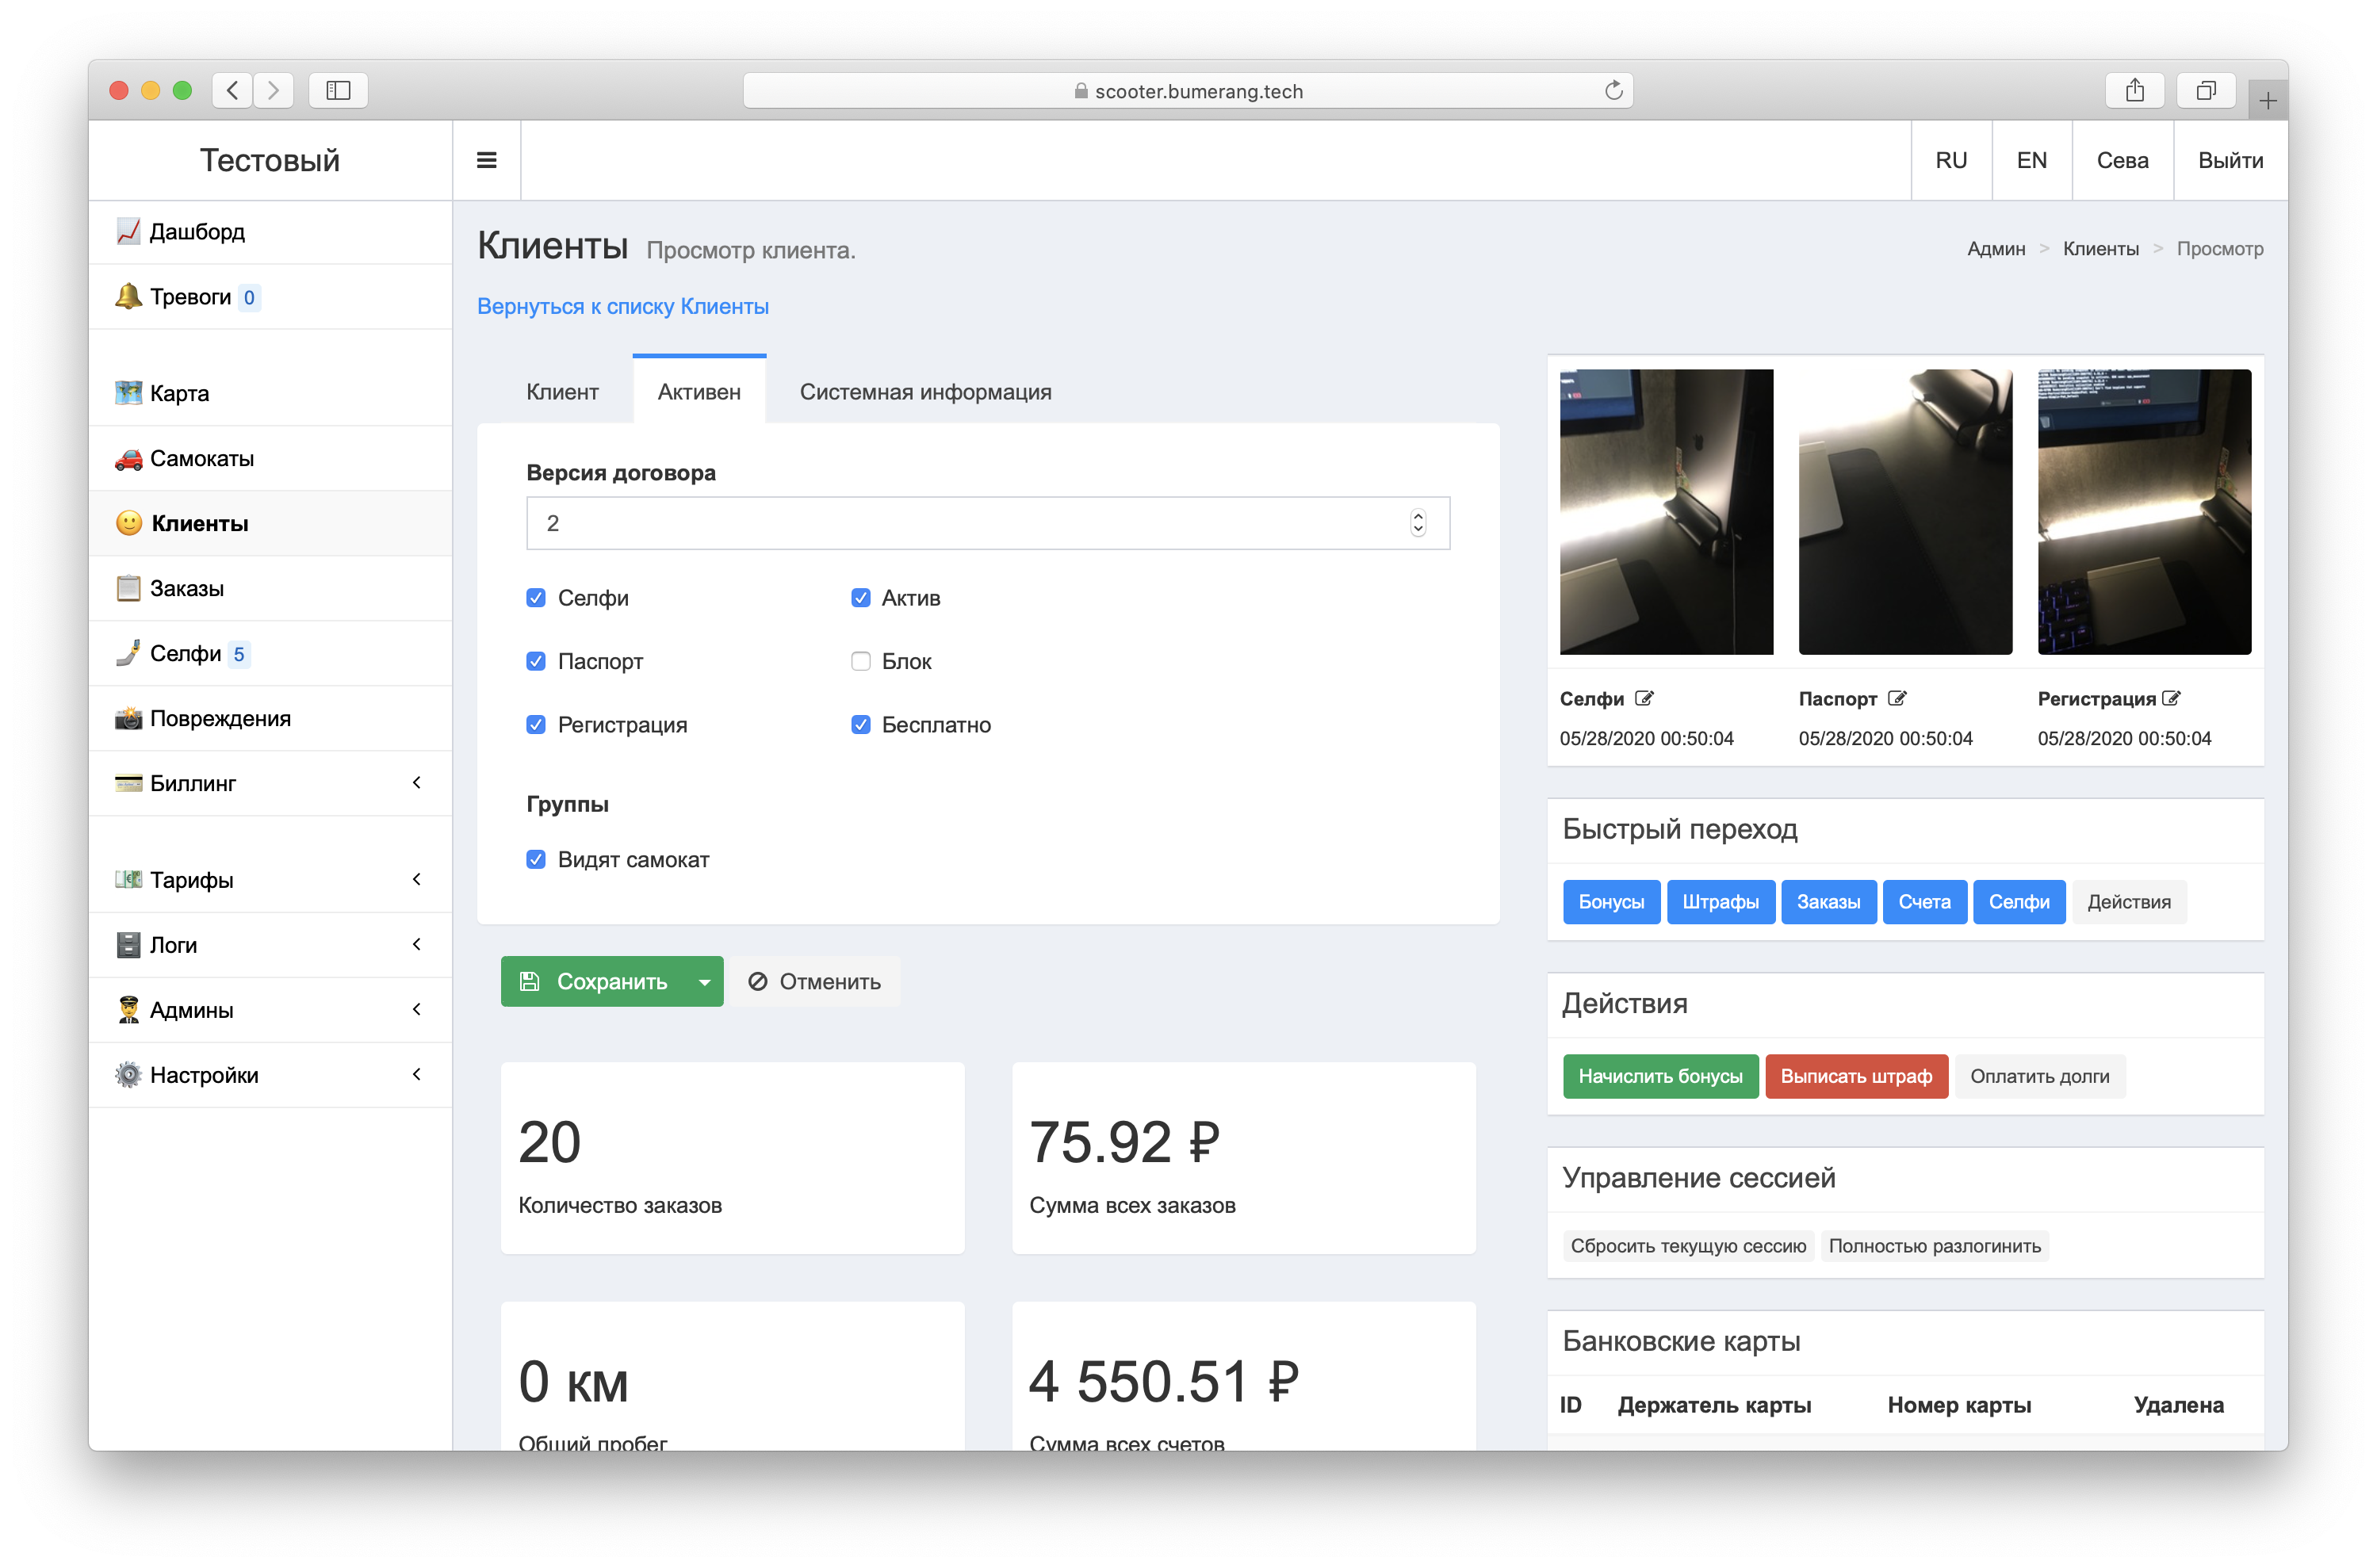 scooter.bumerang.tech
Тестовый
RU
EN
Сева
Выйти
Дашборд
Тревоги 0
Карта
Самокаты
Клиенты
Заказы
Селфи 5
Повреждения
Биллинг
Тарифы
Логи
Админы
Настройки
Клиенты Просмотр клиента.
Админ > Клиенты > Просмотр
Вернуться к списку Клиенты
Клиент
Активен
Системная информация
Версия договора
2
Селфи
Актив
Паспорт
Блок
Регистрация
Бесплатно
Группы
Видят самокат
Сохранить
Отменить
20
Количество заказов
75.92 ₽
Сумма всех заказов
0 км
Общий пробег
4 550.51 ₽
Сумма всех счетов
Селфи
05/28/2020 00:50:04
Паспорт
05/28/2020 00:50:04
Регистрация
05/28/2020 00:50:04
Быстрый переход
Бонусы
Штрафы
Заказы
Счета
Селфи
Действия
Действия
Начислить бонусы
Выписать штраф
Оплатить долги
Управление сессией
Сбросить текущую сессию
Полностью разлогинить
Банковские карты
ID
Держатель карты
Номер карты
Удалена